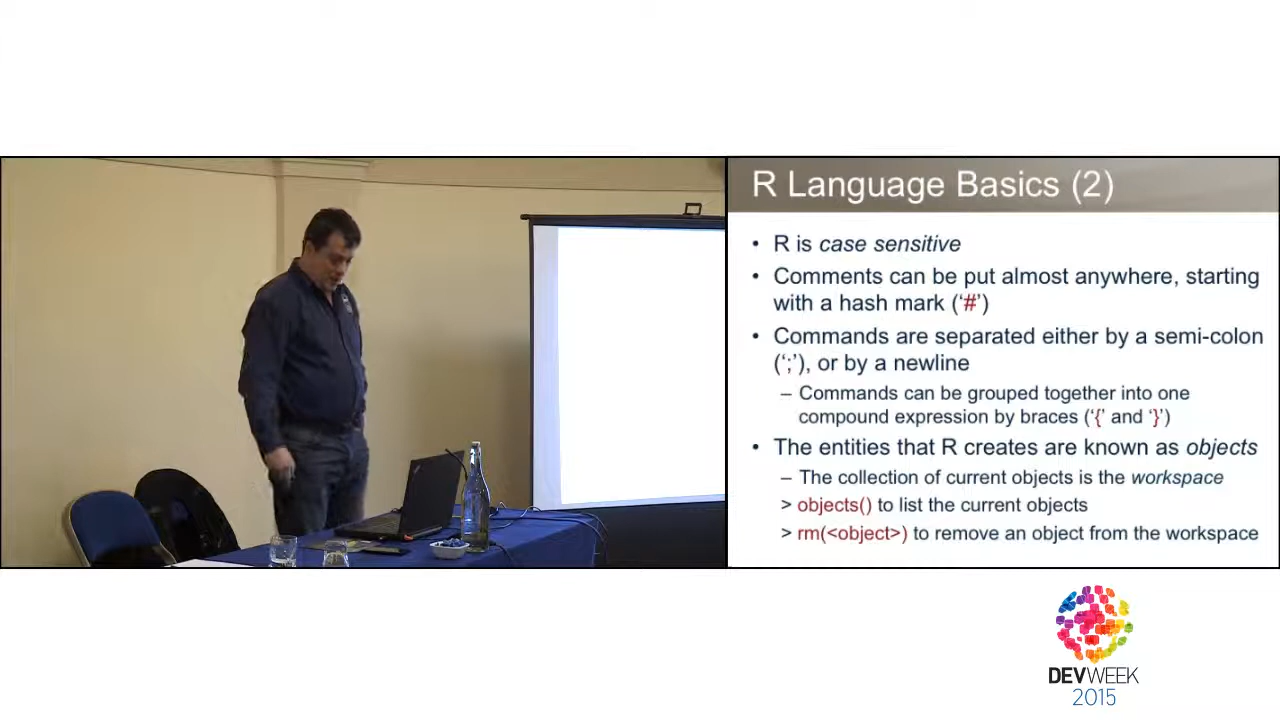 R Language Basics (2)
• R is case sensitive
• Comments can be put almost anywhere, starting
with a hash mark (‘#’)
• Commands are separated either by a semi-colon
(‘;’), or by a newline
– Commands can be grouped together into one
compound expression by braces (‘{’ and ‘}’)
• The entities that R creates are known as objects
– The collection of current objects is the workspace
> objects() to list the current objects
> rm(<object>) to remove an object from the workspace
DEVWEEK
2015